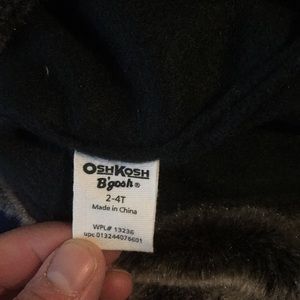 OSHKOSH
B'gosh®
2-4T
Made in China
WPL# 13236
upc 013244076601